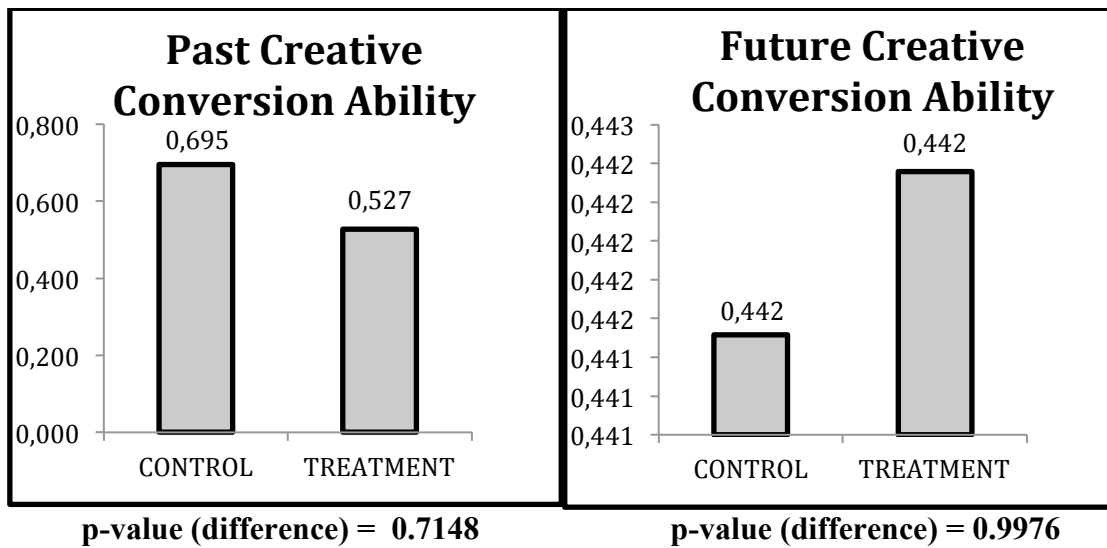 Past Creative
Conversion Ability
0,800
0,600
0,400
0,200
0,000
0,695
0,527
CONTROL TREATMENT
p-value (difference) = 0.7148
Future Creative
Conversion Ability
0,443
0,442
0,442
0,442
0,442
0,442
0,441
0,441
0,441
0,442
0,442
CONTROL TREATMENT
p-value (difference) = 0.9976